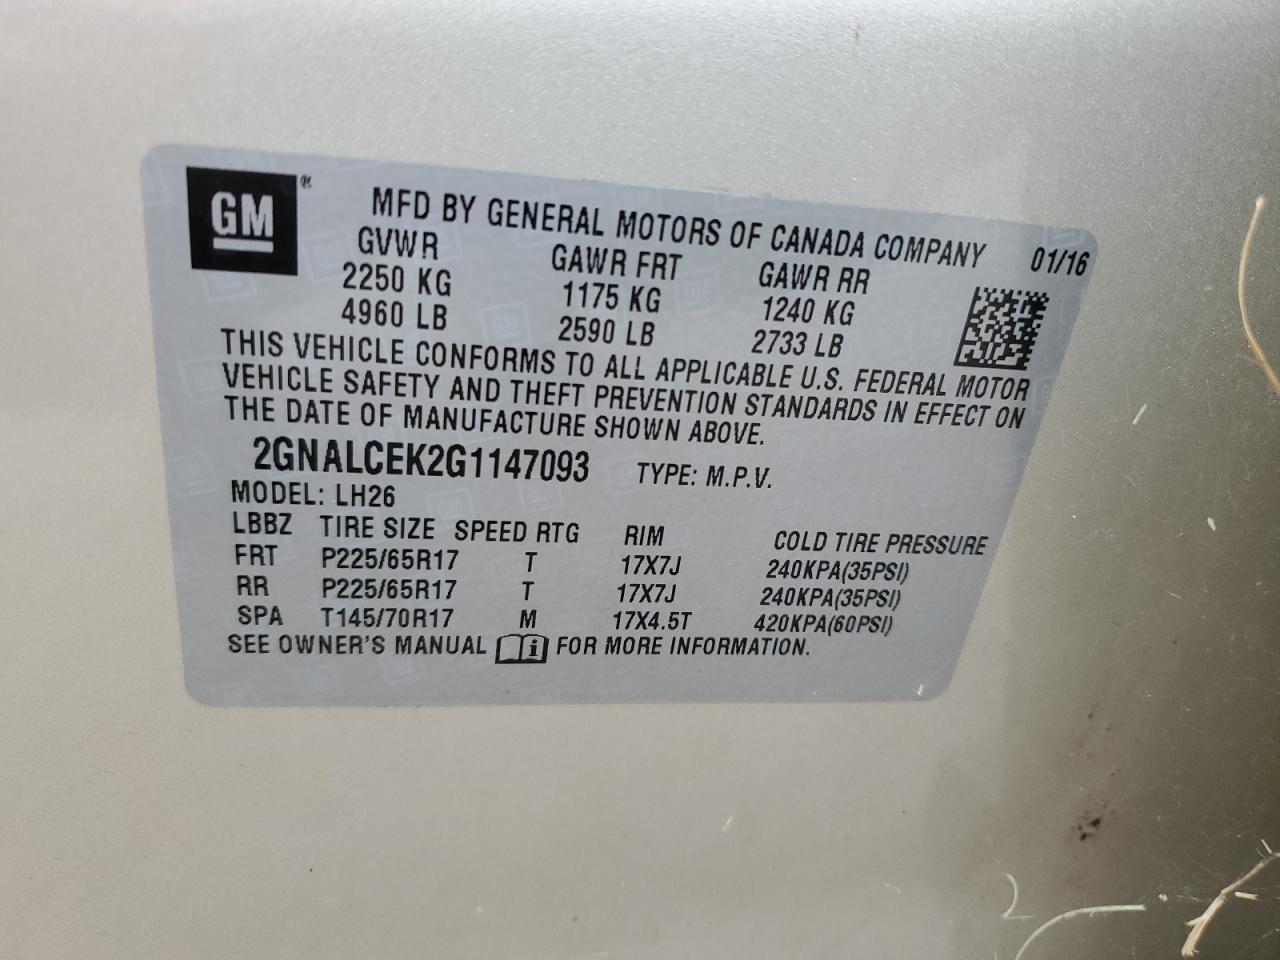 GM®
MFD BY GENERAL MOTORS OF CANADA COMPANY 01/16
GVWR GAWR FRT GAWR RR
2250 KG 1175 KG 1240 KG
4960 LB 2590 LB 2733 LB
THIS VEHICLE CONFORMS TO ALL APPLICABLE U.S. FEDERAL MOTOR
VEHICLE SAFETY AND THEFT PREVENTION STANDARDS IN EFFECT ON
THE DATE OF MANUFACTURE SHOWN ABOVE.
2GNALCEK2G1147093 TYPE: M.P.V.
MODEL: LH26
LBBZ TIRE SIZE SPEED RTG RIM COLD TIRE PRESSURE
FRT P225/65R17 T 17X7J 240KPA(35PSI)
RR P225/65R17 T 17X7J 240KPA(35PSI)
SPA T145/70R17 M 17X4.5T 420KPA(60PSI)
SEE OWNER'S MANUAL i FOR MORE INFORMATION.